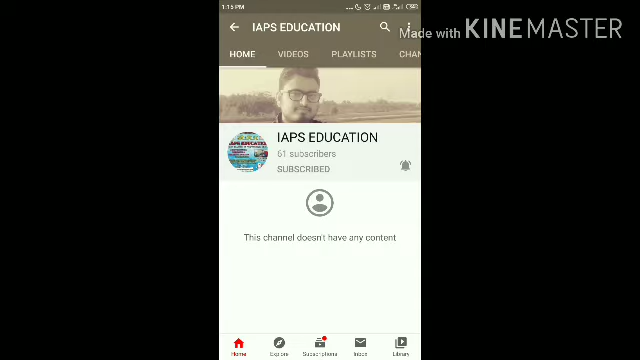 1:15 PM
IAPS EDUCATION
Made with KINEMASTER
HOME VIDEOS PLAYLISTS CHAN
IAPS EDUCATION
61 subscribers
SUBSCRIBED
This channel doesn't have any content
Home Explore Subscriptions Inbox Library